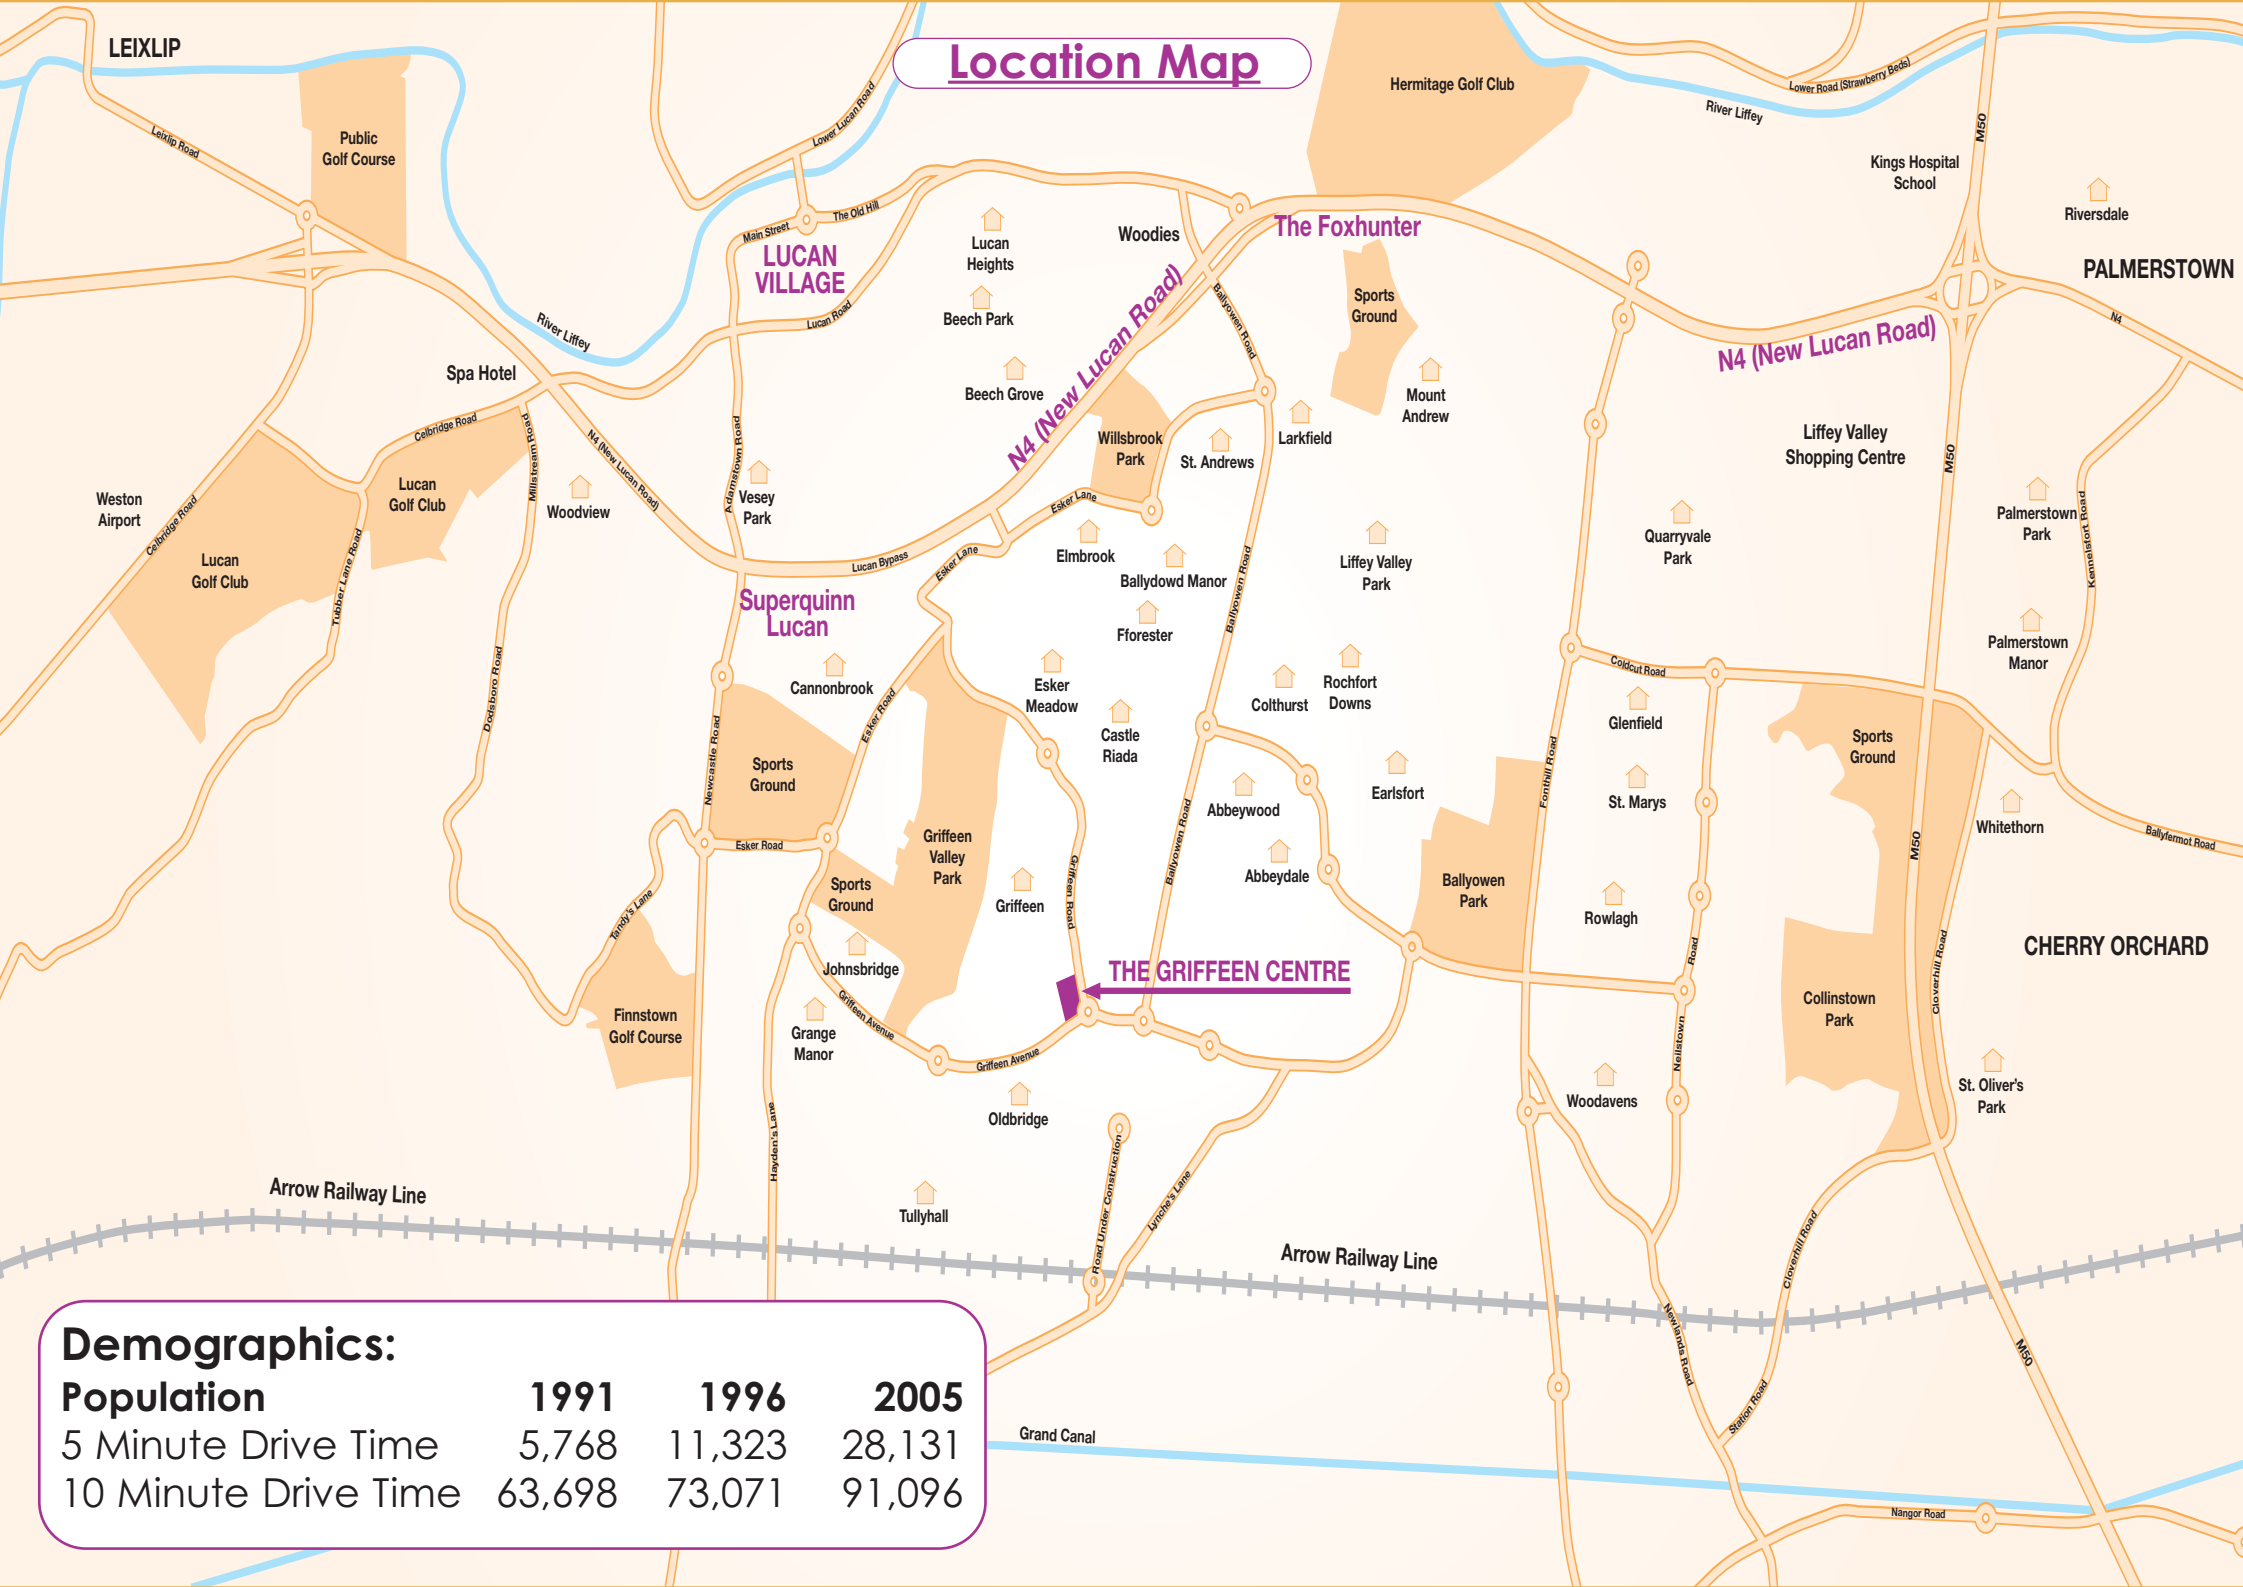 Location Map
LEIXLIP
Hermitage Golf Club
Lower Road (Strawberry Beds)
River Liffey
M50
Public
Golf Course
Leixlip Road
Lower Lucan Road
Kings Hospital
School
Riversdale
The Old Hill
Main Street
LUCAN
VILLAGE
Lucan
Heights
Woodies
The Foxhunter
PALMERSTOWN
Lucan Road
Beech Park
Ballyowen Road
Sports
Ground
N4 (New Lucan Road)
N4 (New Lucan Road)
N4
River Liffey
Spa Hotel
Beech Grove
Mount
Andrew
Celbridge Road
Millstream Road
N4 (New Lucan Road)
Adamstown Road
Willsbrook
Park
St. Andrews
Larkfield
Liffey Valley
Shopping Centre
M50
Weston
Airport
Celbridge Road
Lucan
Golf Club
Woodview
Vesey
Park
Esker Lane
Quarryvale
Park
Palmerstown
Park
Kennelsfort Road
Lucan
Golf Club
Tubber Lane Road
Lucan Bypass
Esker Lane
Elmbrook
Ballydowd Manor
Ballyowen Road
Liffey Valley
Park
Superquinn
Lucan
Fforester
Palmerstown
Manor
Dodsboro Road
Cannonbrook
Esker Road
Esker
Meadow
Colthurst
Rochfort
Downs
Coldcut Road
Glenfield
Newcastle Road
Sports
Ground
Castle
Riada
Sports
Ground
Abbeywood
Earlsfort
Fonthill Road
St. Marys
Whitethorn
Esker Road
Griffeen
Valley
Park
Griffeen Road
Ballyowen Road
Abbeydale
M50
Ballyfermot Road
Tandy's Lane
Sports
Ground
Griffeen
Ballyowen
Park
Rowlagh
Johnsbridge
THE GRIFFEEN CENTRE
Road
CHERRY ORCHARD
Cloverhill Road
Finnstown
Golf Course
Griffeen Avenue
Grange
Manor
Griffeen Avenue
Neilstown
Collinstown
Park
Oldbridge
Woodavens
St. Oliver's
Park
Hayden's Lane
Arrow Railway Line
Tullyhall
Road Under Construction
Lynche's Lane
Arrow Railway Line
Cloverhill Road
Newlands Road
M50
Station Road
Grand Canal
Nangor Road
Demographics:
Population 1991 1996 2005
5 Minute Drive Time 5,768 11,323 28,131
10 Minute Drive Time 63,698 73,071 91,096